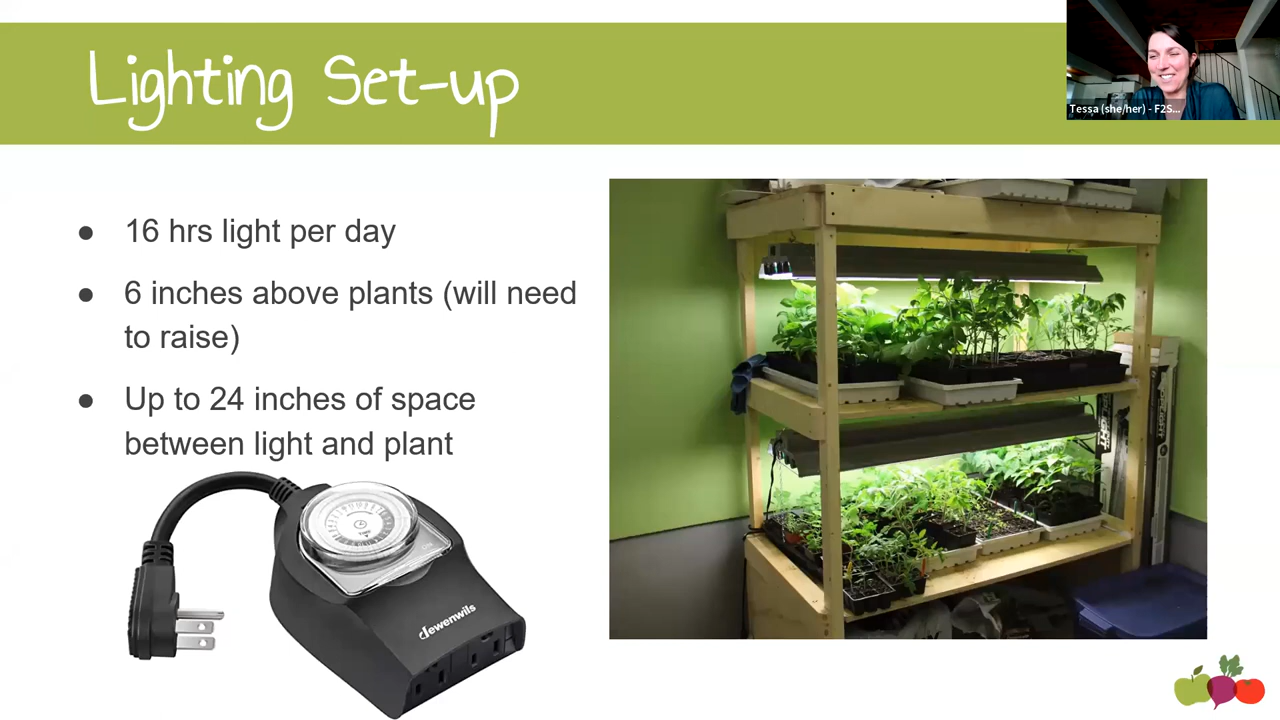 Lighting Set-up
Tessa (she/her) - F2S...
● 16 hrs light per day
● 6 inches above plants (will need
to raise)
● Up to 24 inches of space
between light and plant
dewenwils